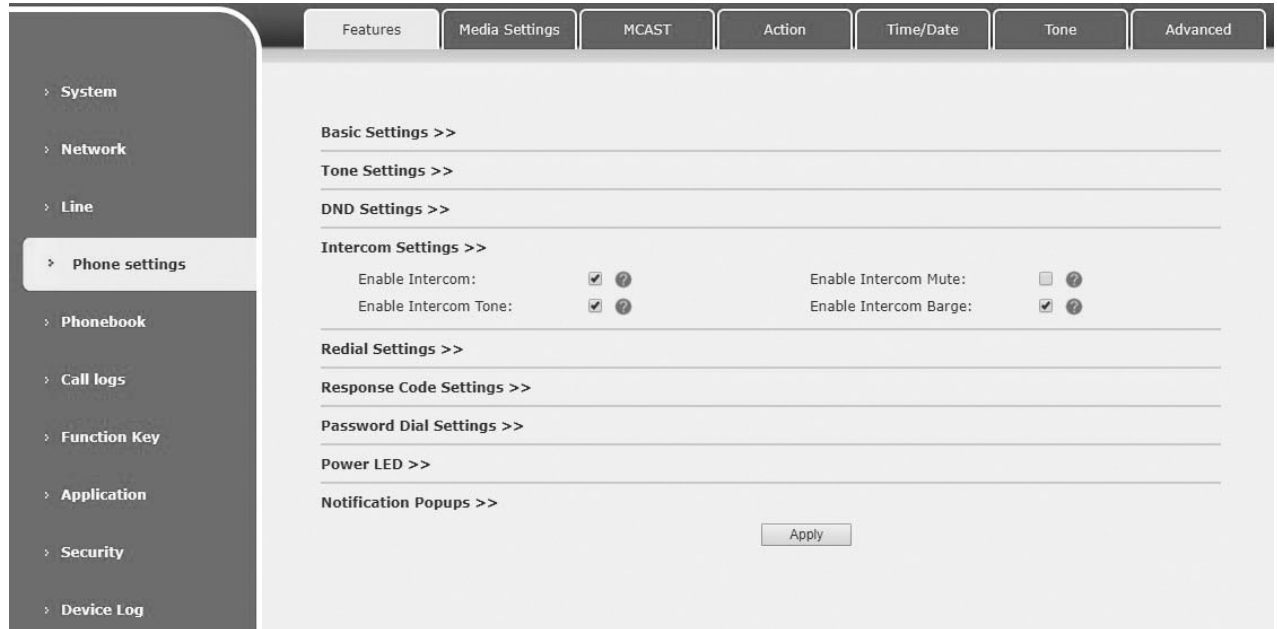 Features Media Settings MCAST Action Time/Date Tone Advanced
› System
› Network
› Line
› Phone settings
› Phonebook
› Call logs
› Function Key
› Application
› Security
› Device Log
Basic Settings >>
Tone Settings >>
DND Settings >>
Intercom Settings >>
Enable Intercom: ? Enable Intercom Mute: ?
Enable Intercom Tone: ? Enable Intercom Barge: ?
Redial Settings >>
Response Code Settings >>
Password Dial Settings >>
Power LED >>
Notification Popups >>
Apply